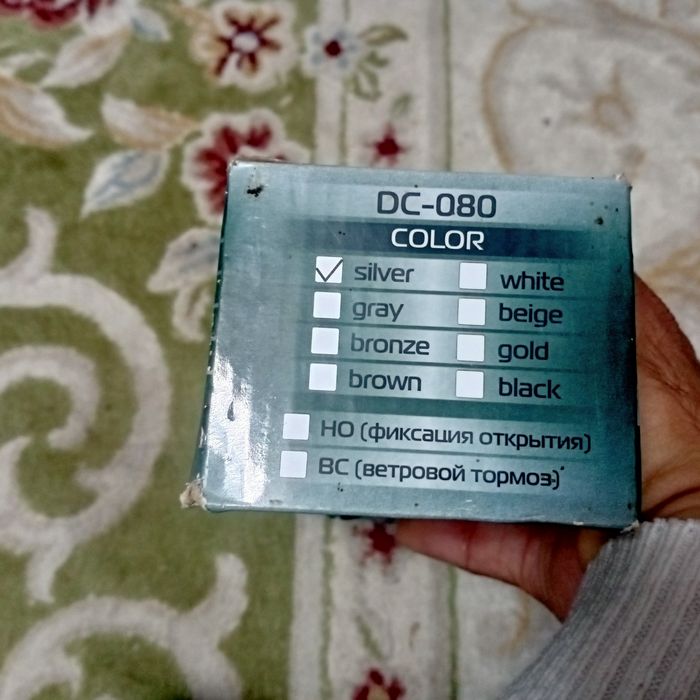 DC-080
COLOR
silver white
gray beige
bronze gold
brown black
HO (фиксация открытия)
BC (ветровой тормоз)